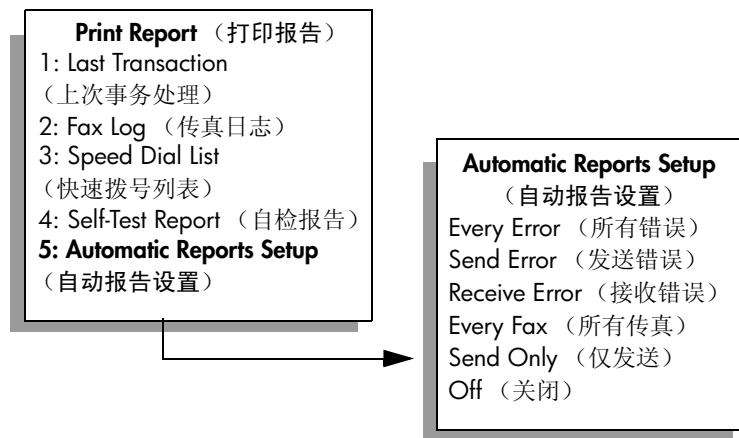 Print Report （打印报告）
1: Last Transaction
（上次事务处理）
2: Fax Log （传真日志）
3: Speed Dial List
（快速拨号列表）
4: Self-Test Report （自检报告）
5: Automatic Reports Setup
（自动报告设置）
Automatic Reports Setup
（自动报告设置）
Every Error （所有错误）
Send Error （发送错误）
Receive Error （接收错误）
Every Fax （所有传真）
Send Only （仅发送）
Off （关闭）